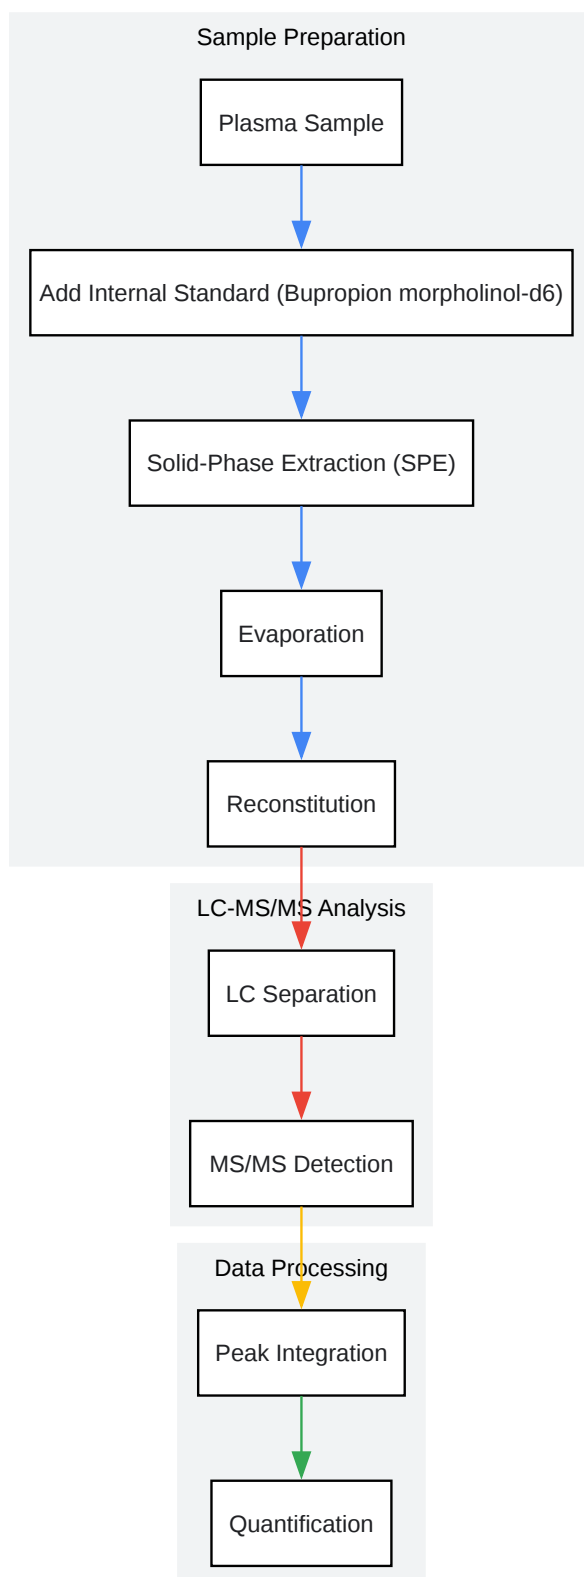 Sample Preparation
Plasma Sample
Add Internal Standard (Bupropion morpholinol-d6)
Solid-Phase Extraction (SPE)
Evaporation
Reconstitution
LC-MS/MS Analysis
LC Separation
MS/MS Detection
Data Processing
Peak Integration
Quantification